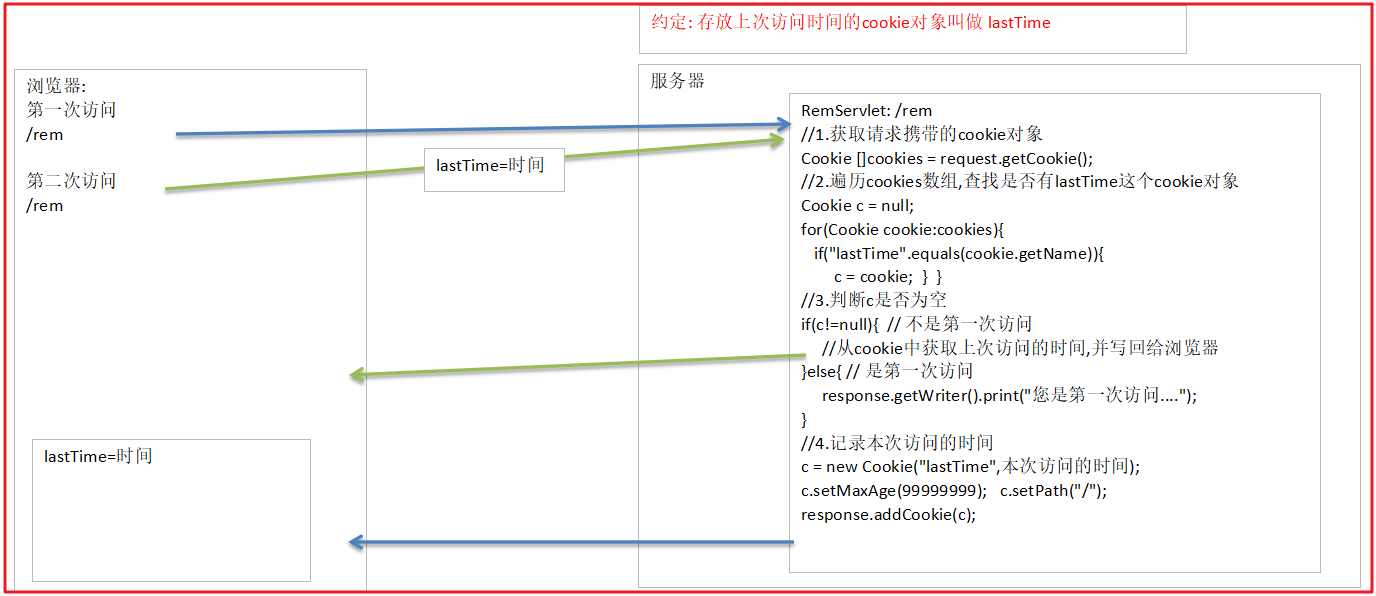 约定: 存放上次访问时间的cookie对象叫做 lastTime
浏览器:
第一次访问
/rem
第二次访问
/rem
lastTime=时间
lastTime=时间
服务器
RemServlet: /rem
//1.获取请求携带的cookie对象
Cookie []cookies = request.getCookie();
//2.遍历cookies数组,查找是否有lastTime这个cookie对象
Cookie c = null;
for(Cookie cookie:cookies){
if("lastTime".equals(cookie.getName)){
c = cookie; } }
//3.判断c是否为空
if(c!=null){ // 不是第一次访问
//从cookie中获取上次访问的时间,并写回给浏览器
}else{ // 是第一次访问
response.getWriter().print("您是第一次访问....");
}
//4.记录本次访问的时间
c = new Cookie("lastTime",本次访问的时间);
c.setMaxAge(99999999); c.setPath("/");
response.addCookie(c);